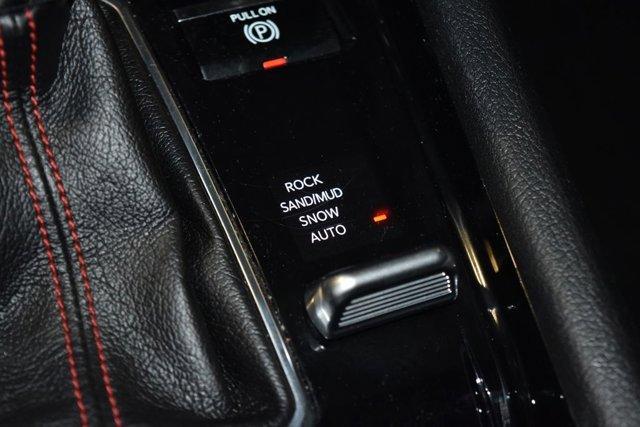 PULL ON
P
ROCK
SAND/MUD
SNOW
AUTO